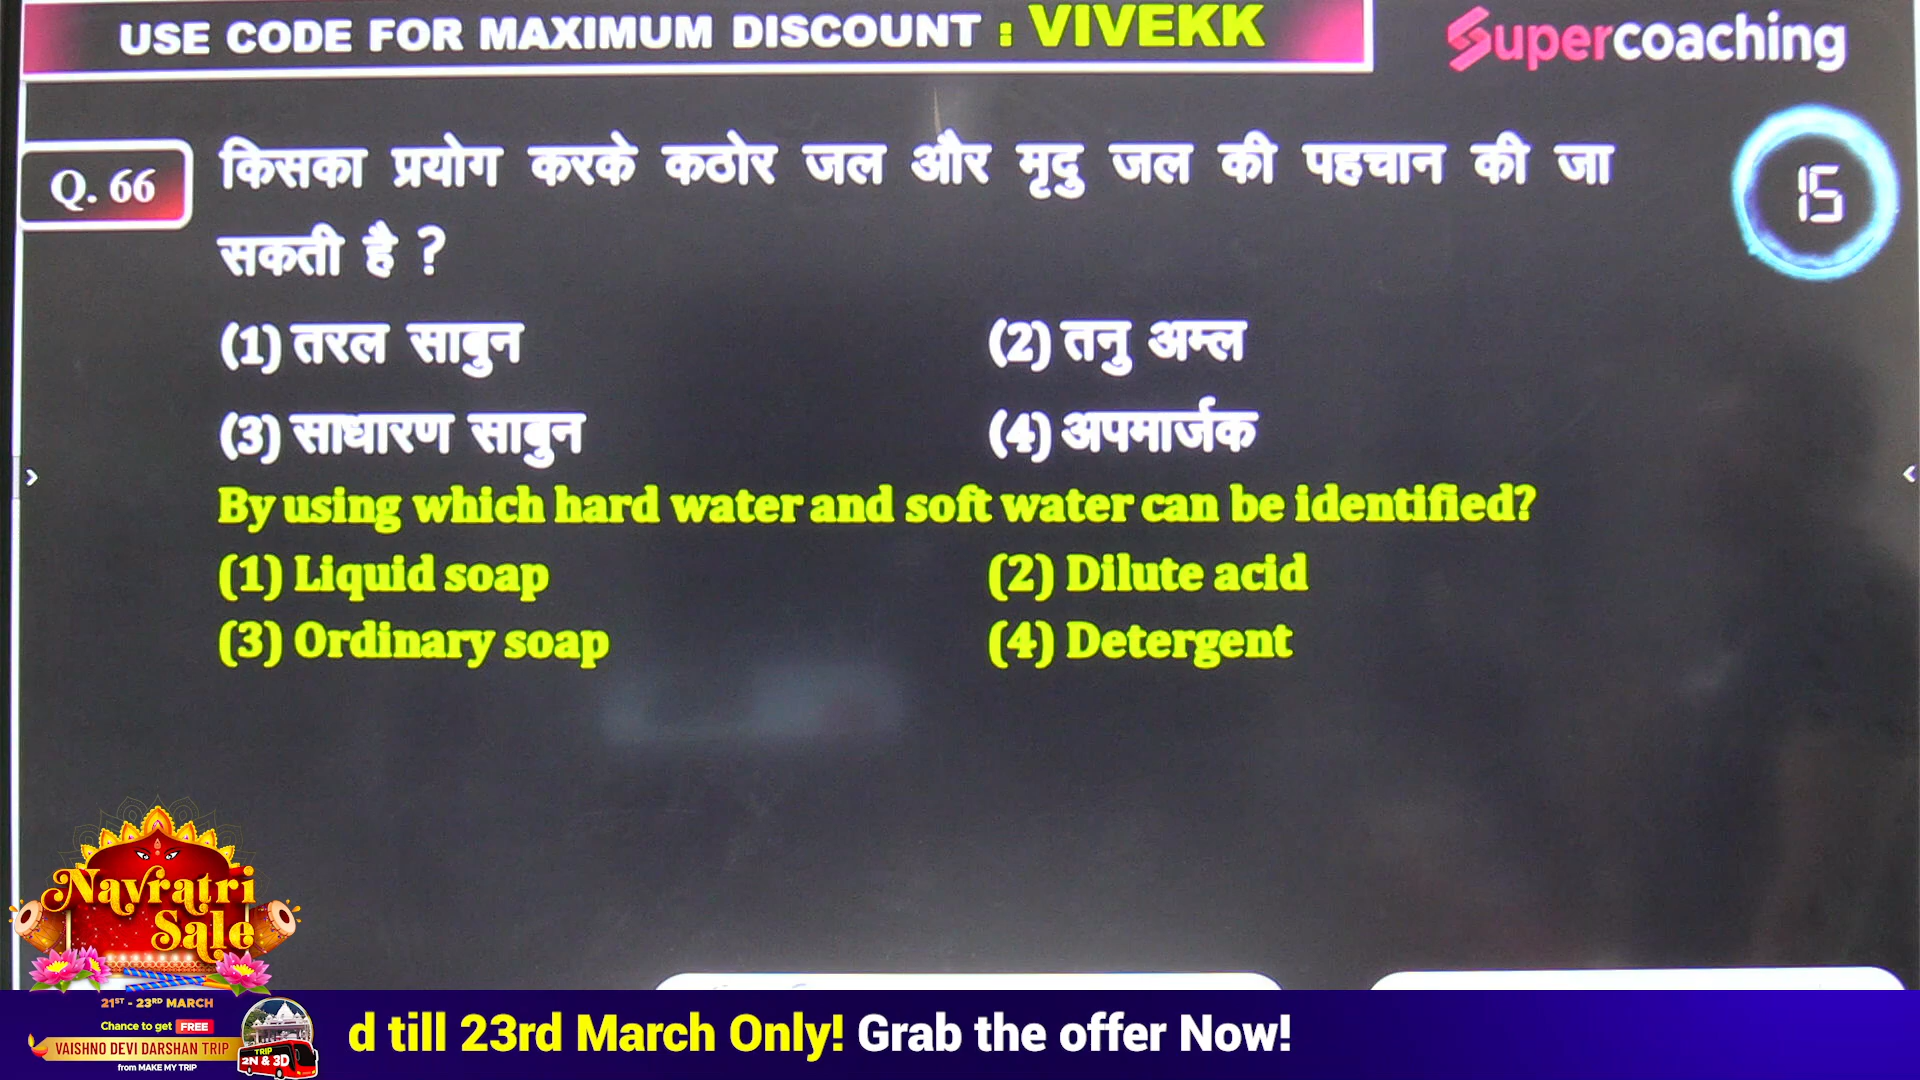 USE CODE FOR MAXIMUM DISCOUNT : VIVEKK
Supercoaching
Q. 66
किसका प्रयोग करके कठोर जल और मृदु जल की पहचान की जा
सकती है ?
15
(1) तरल साबुन
(2) तनु अम्ल
(3) साधारण साबुन
(4) अपमार्जक
By using which hard water and soft water can be identified?
(1) Liquid soap
(2) Dilute acid
(3) Ordinary soap
(4) Detergent
Navratri
Sale
21ST - 23RD MARCH
Chance to get FREE
VAISHNO DEVI DARSHAN TRIP
from MAKE MY TRIP
TRIP
2N & 3D
d till 23rd March Only! Grab the offer Now!